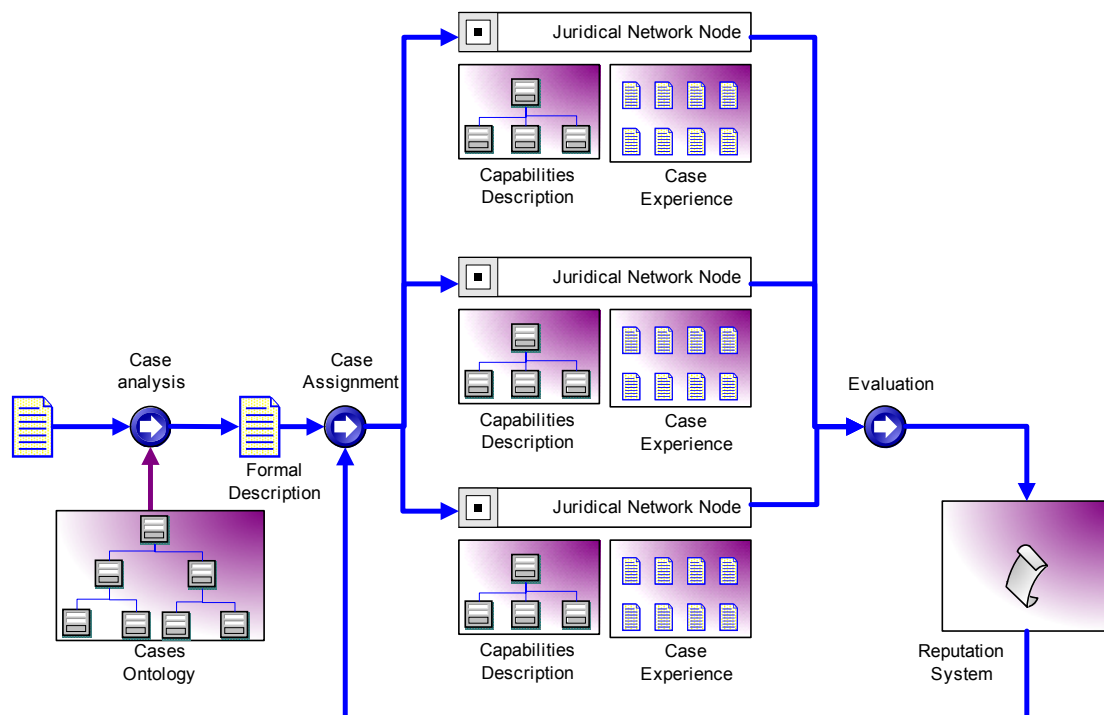 Juridical Network Node
Capabilities
Description
Case
Experience
Juridical Network Node
Capabilities
Description
Case
Experience
Case
analysis
Case
Assignment
Evaluation
Formal
Description
Juridical Network Node
Capabilities
Description
Case
Experience
Cases
Ontology
Reputation
System